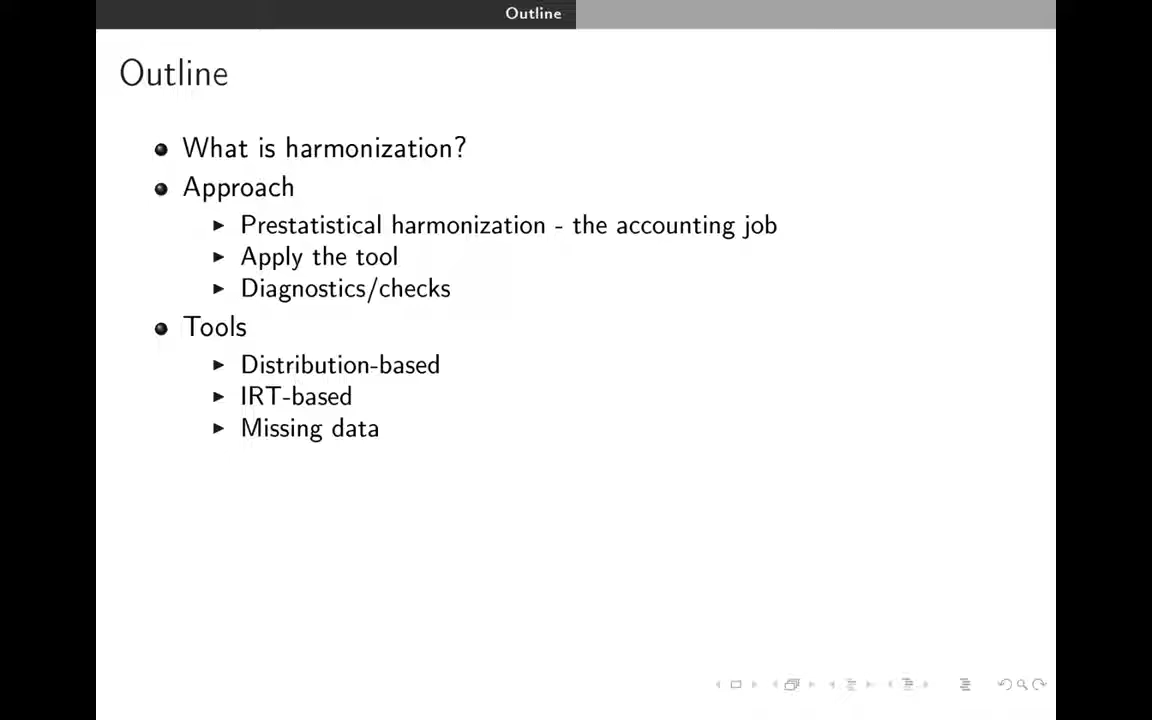 Outline
Outline
What is harmonization?
Approach
Prestatistical harmonization - the accounting job
Apply the tool
Diagnostics/checks
Tools
Distribution-based
IRT-based
Missing data